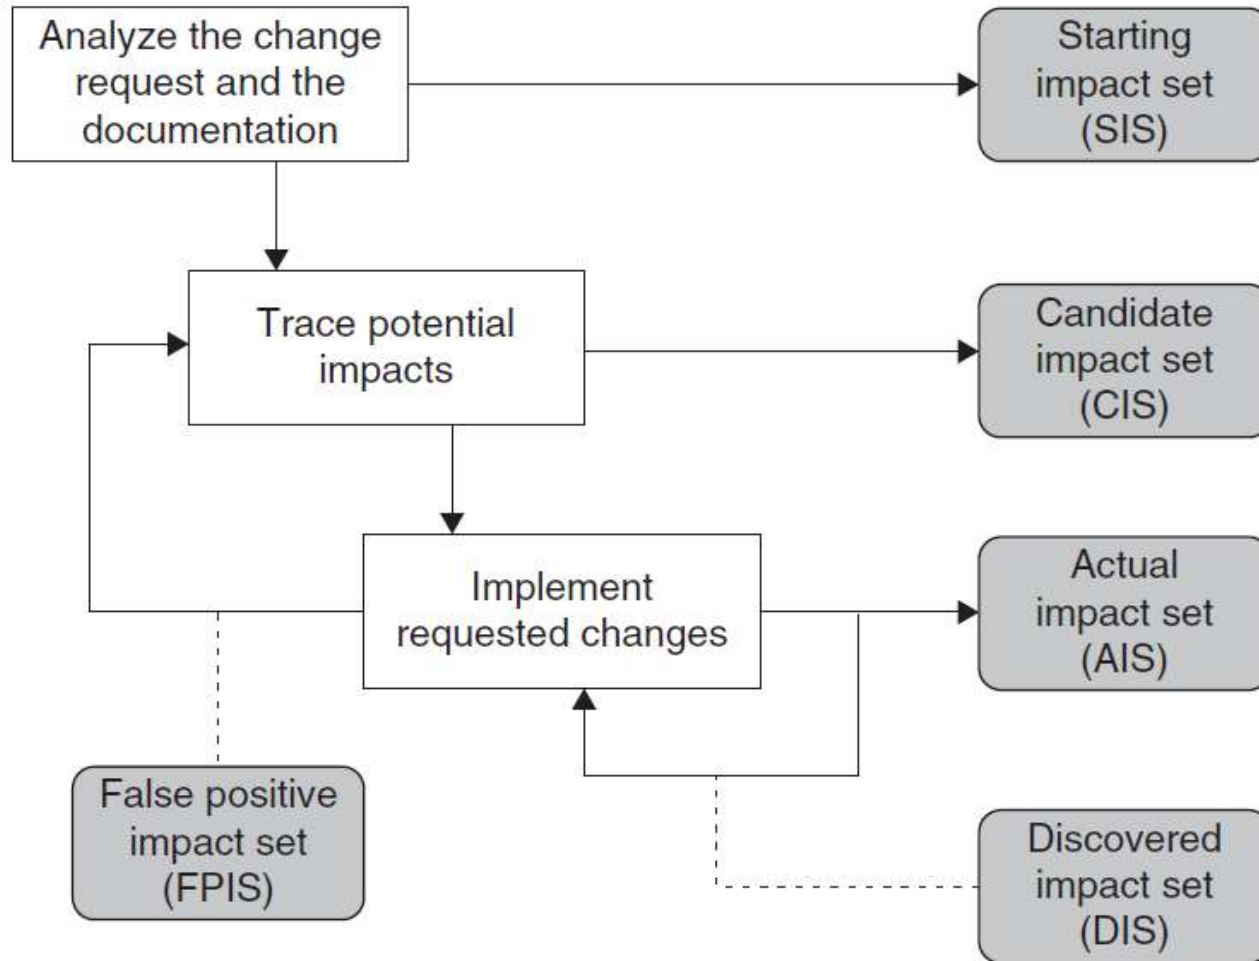 Analyze the change
request and the
documentation
Starting
impact set
(SIS)
Trace potential
impacts
Candidate
impact set
(CIS)
Implement
requested changes
Actual
impact set
(AIS)
False positive
impact set
(FPIS)
Discovered
impact set
(DIS)